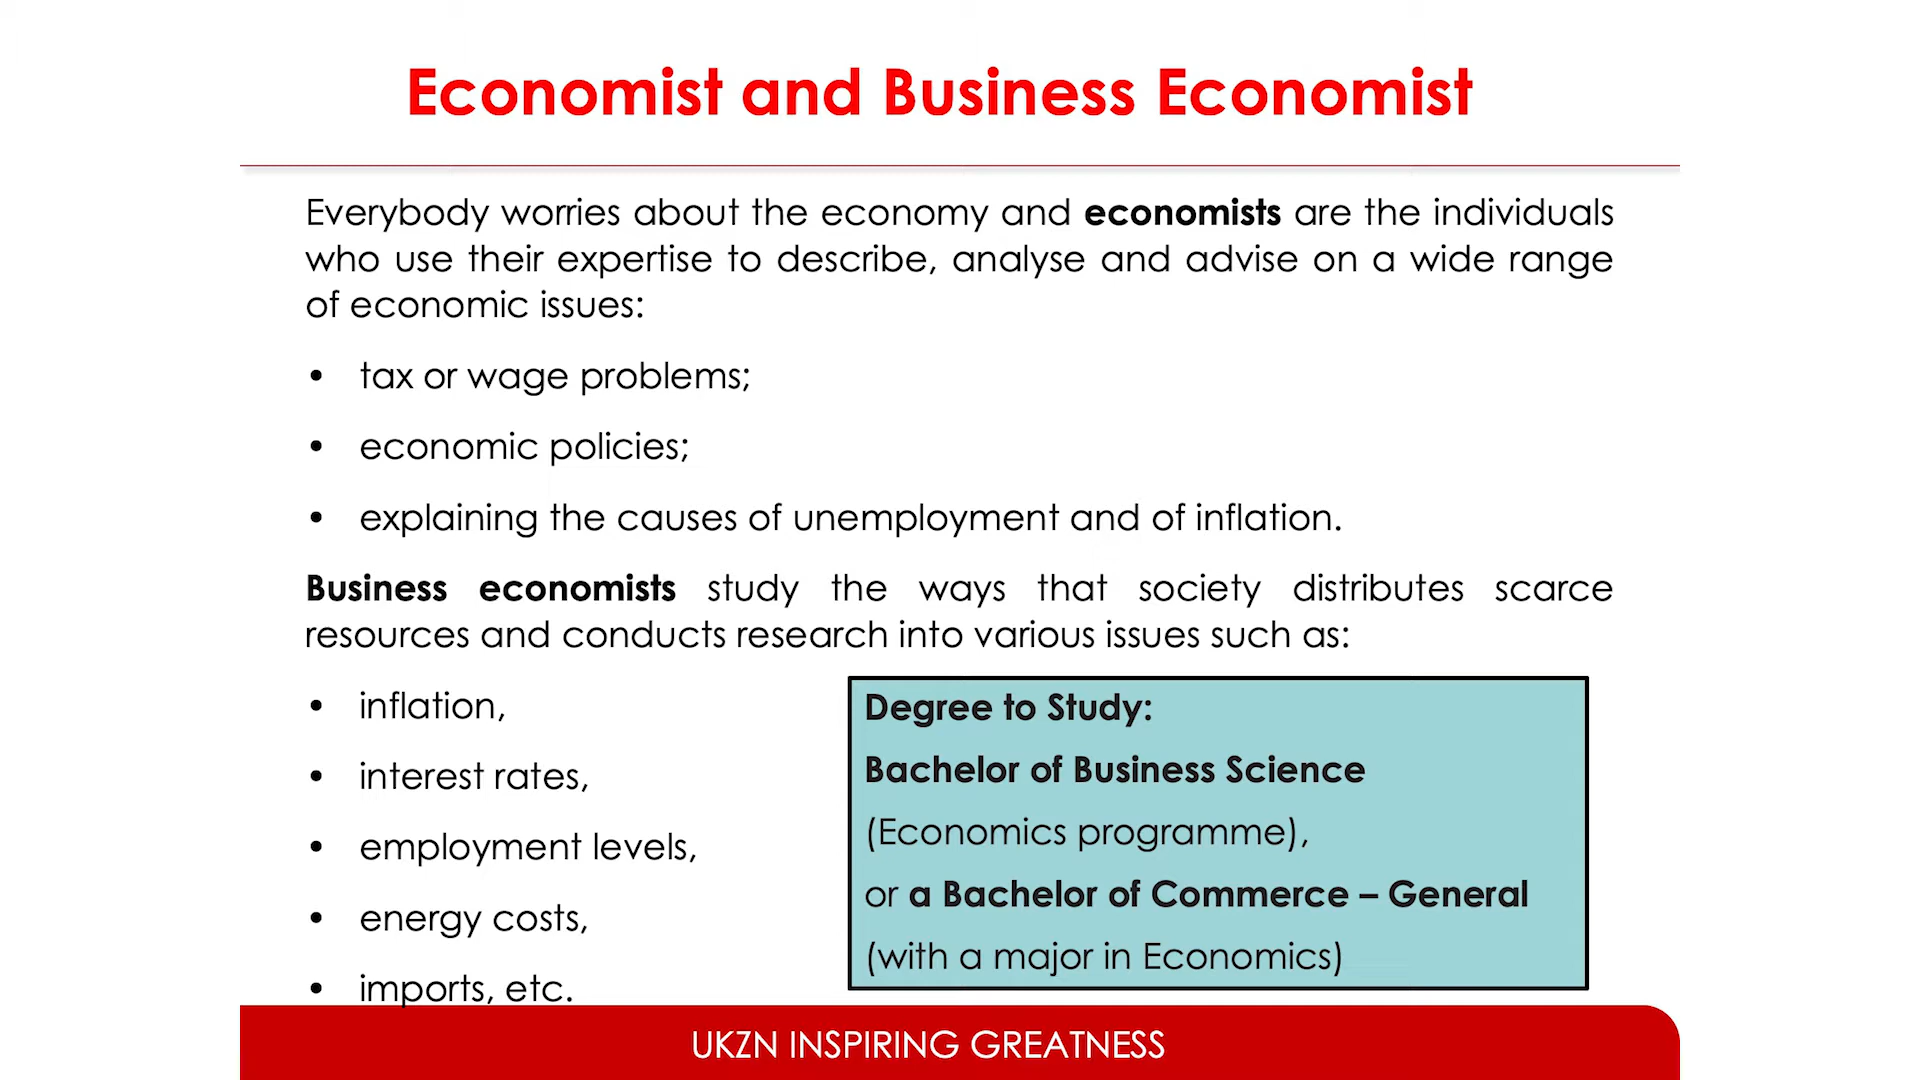 Economist and Business Economist
Everybody worries about the economy and economists are the individuals
who use their expertise to describe, analyse and advise on a wide range
of economic issues:
• tax or wage problems;
• economic policies;
• explaining the causes of unemployment and of inflation.
Business economists study the ways that society distributes scarce
resources and conducts research into various issues such as:
• inflation,
• interest rates,
• employment levels,
• energy costs,
• imports, etc.
Degree to Study:
Bachelor of Business Science
(Economics programme),
or a Bachelor of Commerce – General
(with a major in Economics)
UKZN INSPIRING GREATNESS